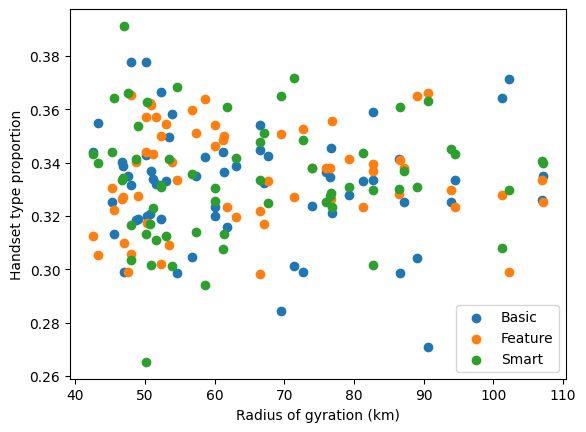 0.38
0.36
0.34
0.32
0.30
0.28
0.26
Handset type proportion
Basic
Feature
Smart
40 50 60 70 80 90 100 110
Radius of gyration (km)